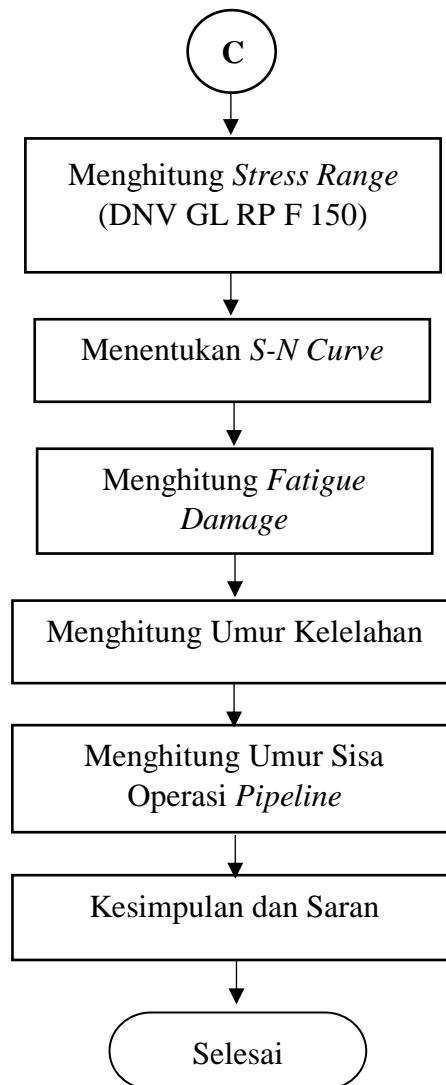 C
Menghitung Stress Range
(DNV GL RP F 150)
Menentukan S-N Curve
Menghitung Fatigue
Damage
Menghitung Umur Kelelahan
Menghitung Umur Sisa
Operasi Pipeline
Kesimpulan dan Saran
Selesai